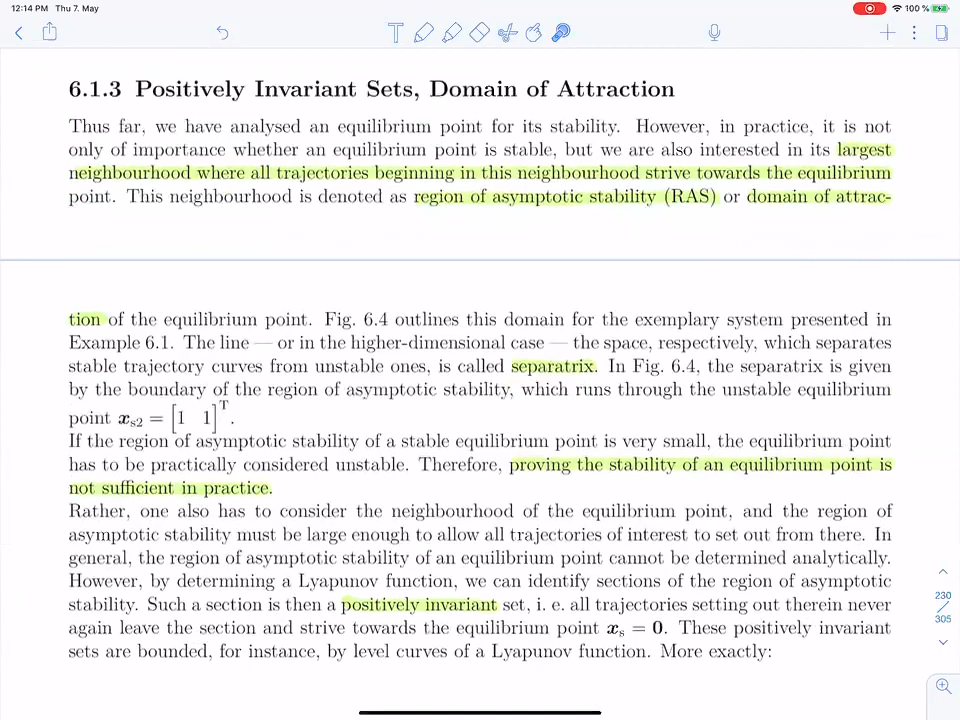 12:14 PM Thu 7. May
100 %
6.1.3 Positively Invariant Sets, Domain of Attraction
Thus far, we have analysed an equilibrium point for its stability. However, in practice, it is not
only of importance whether an equilibrium point is stable, but we are also interested in its largest
neighbourhood where all trajectories beginning in this neighbourhood strive towards the equilibrium
point. This neighbourhood is denoted as region of asymptotic stability (RAS) or domain of attrac-
tion of the equilibrium point. Fig. 6.4 outlines this domain for the exemplary system presented in
Example 6.1. The line — or in the higher-dimensional case — the space, respectively, which separates
stable trajectory curves from unstable ones, is called separatrix. In Fig. 6.4, the separatrix is given
by the boundary of the region of asymptotic stability, which runs through the unstable equilibrium
point x_s2 = [1 1]^T.
If the region of asymptotic stability of a stable equilibrium point is very small, the equilibrium point
has to be practically considered unstable. Therefore, proving the stability of an equilibrium point is
not sufficient in practice.
Rather, one also has to consider the neighbourhood of the equilibrium point, and the region of
asymptotic stability must be large enough to allow all trajectories of interest to set out from there. In
general, the region of asymptotic stability of an equilibrium point cannot be determined analytically.
However, by determining a Lyapunov function, we can identify sections of the region of asymptotic
stability. Such a section is then a positively invariant set, i. e. all trajectories setting out therein never
again leave the section and strive towards the equilibrium point x_s = 0. These positively invariant
sets are bounded, for instance, by level curves of a Lyapunov function. More exactly:
230
305